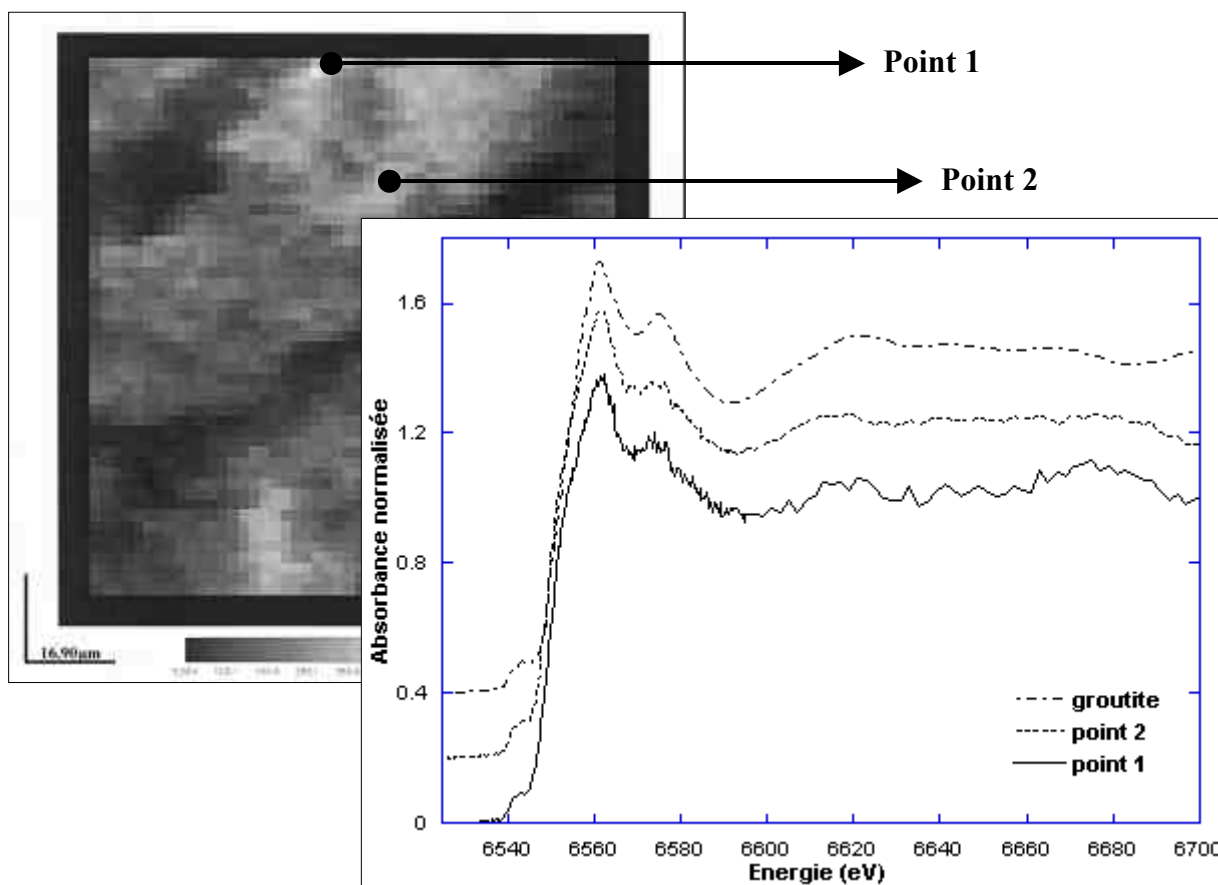 Point 1
Point 2
16,90µm
Absorbance normalisée
1.6
1.2
0.8
0.4
0
groutite
point 2
point 1
6540 6560 6580 6600 6620 6640 6660 6680 6700
Energie (eV)